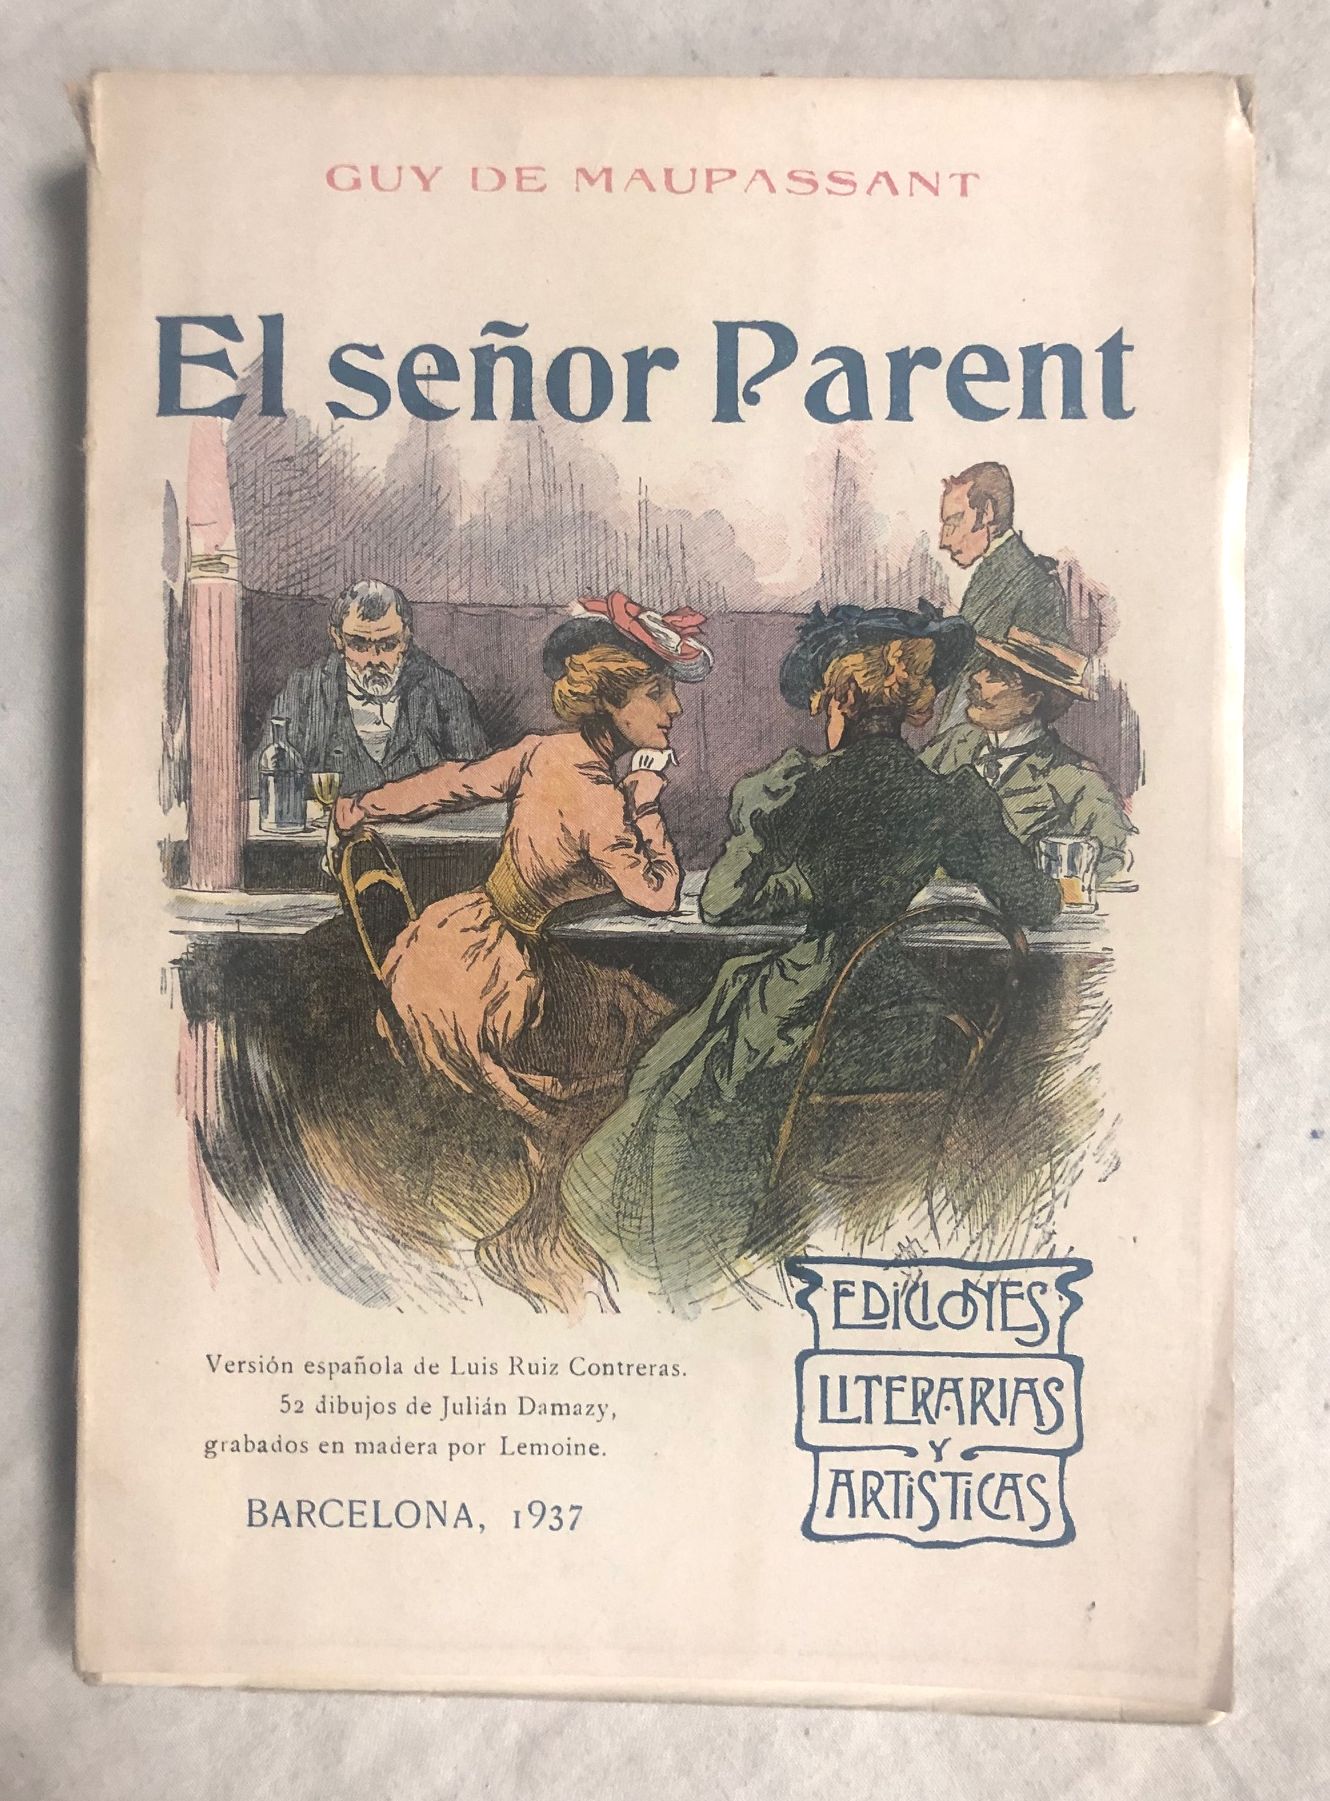 GUY DE MAUPASSANT
El señor Parent
Versión española de Luis Ruiz Contreras.
52 dibujos de Julián Damazy,
grabados en madera por Lemoine.
BARCELONA, 1937
EDICIONES
LITERARIAS
Y
ARTISTICAS